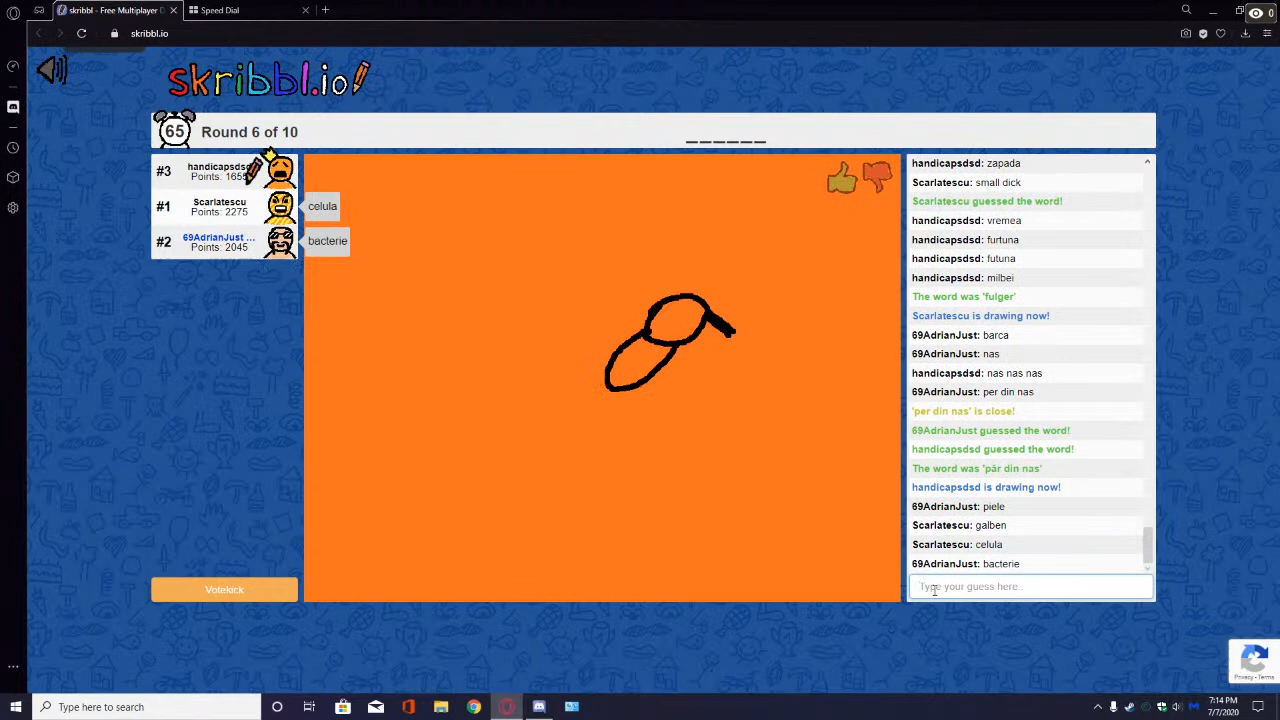 skribbl - Free Multiplayer D
Speed Dial
0
skribbl.io
skribbl.io
65
Round 6 of 10
______
#3
handicapsdsd
Points: 1655
#1
Scarlatescu
Points: 2275
celula
#2
69AdrianJust ...
Points: 2045
bacterie
Votekick
handicapsdsd: zapada
Scarlatescu: small dick
Scarlatescu guessed the word!
handicapsdsd: vremea
handicapsdsd: furtuna
handicapsdsd: futuna
handicapsdsd: milbei
The word was 'fulger'
Scarlatescu is drawing now!
69AdrianJust: barca
69AdrianJust: nas
handicapsdsd: nas nas nas
69AdrianJust: per din nas
'per din nas' is close!
69AdrianJust guessed the word!
handicapsdsd guessed the word!
The word was 'păr din nas'
handicapsdsd is drawing now!
69AdrianJust: piele
Scarlatescu: galben
Scarlatescu: celula
69AdrianJust: bacterie
Type your guess here..
Privacy - Terms
Type here to search
7:14 PM
7/7/2020